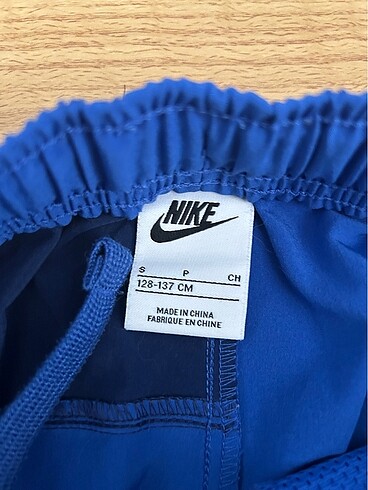 NIKE
S P CH
128-137 CM
MADE IN CHINA
FABRIQUE EN CHINE